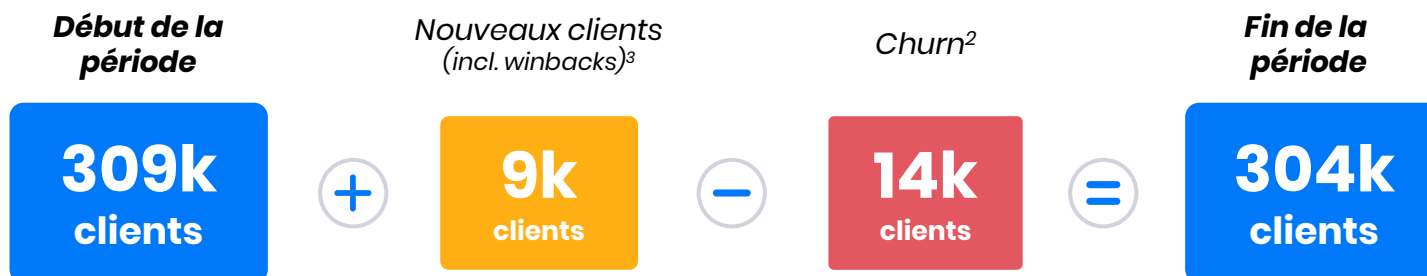 Début de la
période
Nouveaux clients
(incl. winbacks)³
Churn²
Fin de la
période
309k
clients
+
9k
clients
−
14k
clients
=
304k
clients